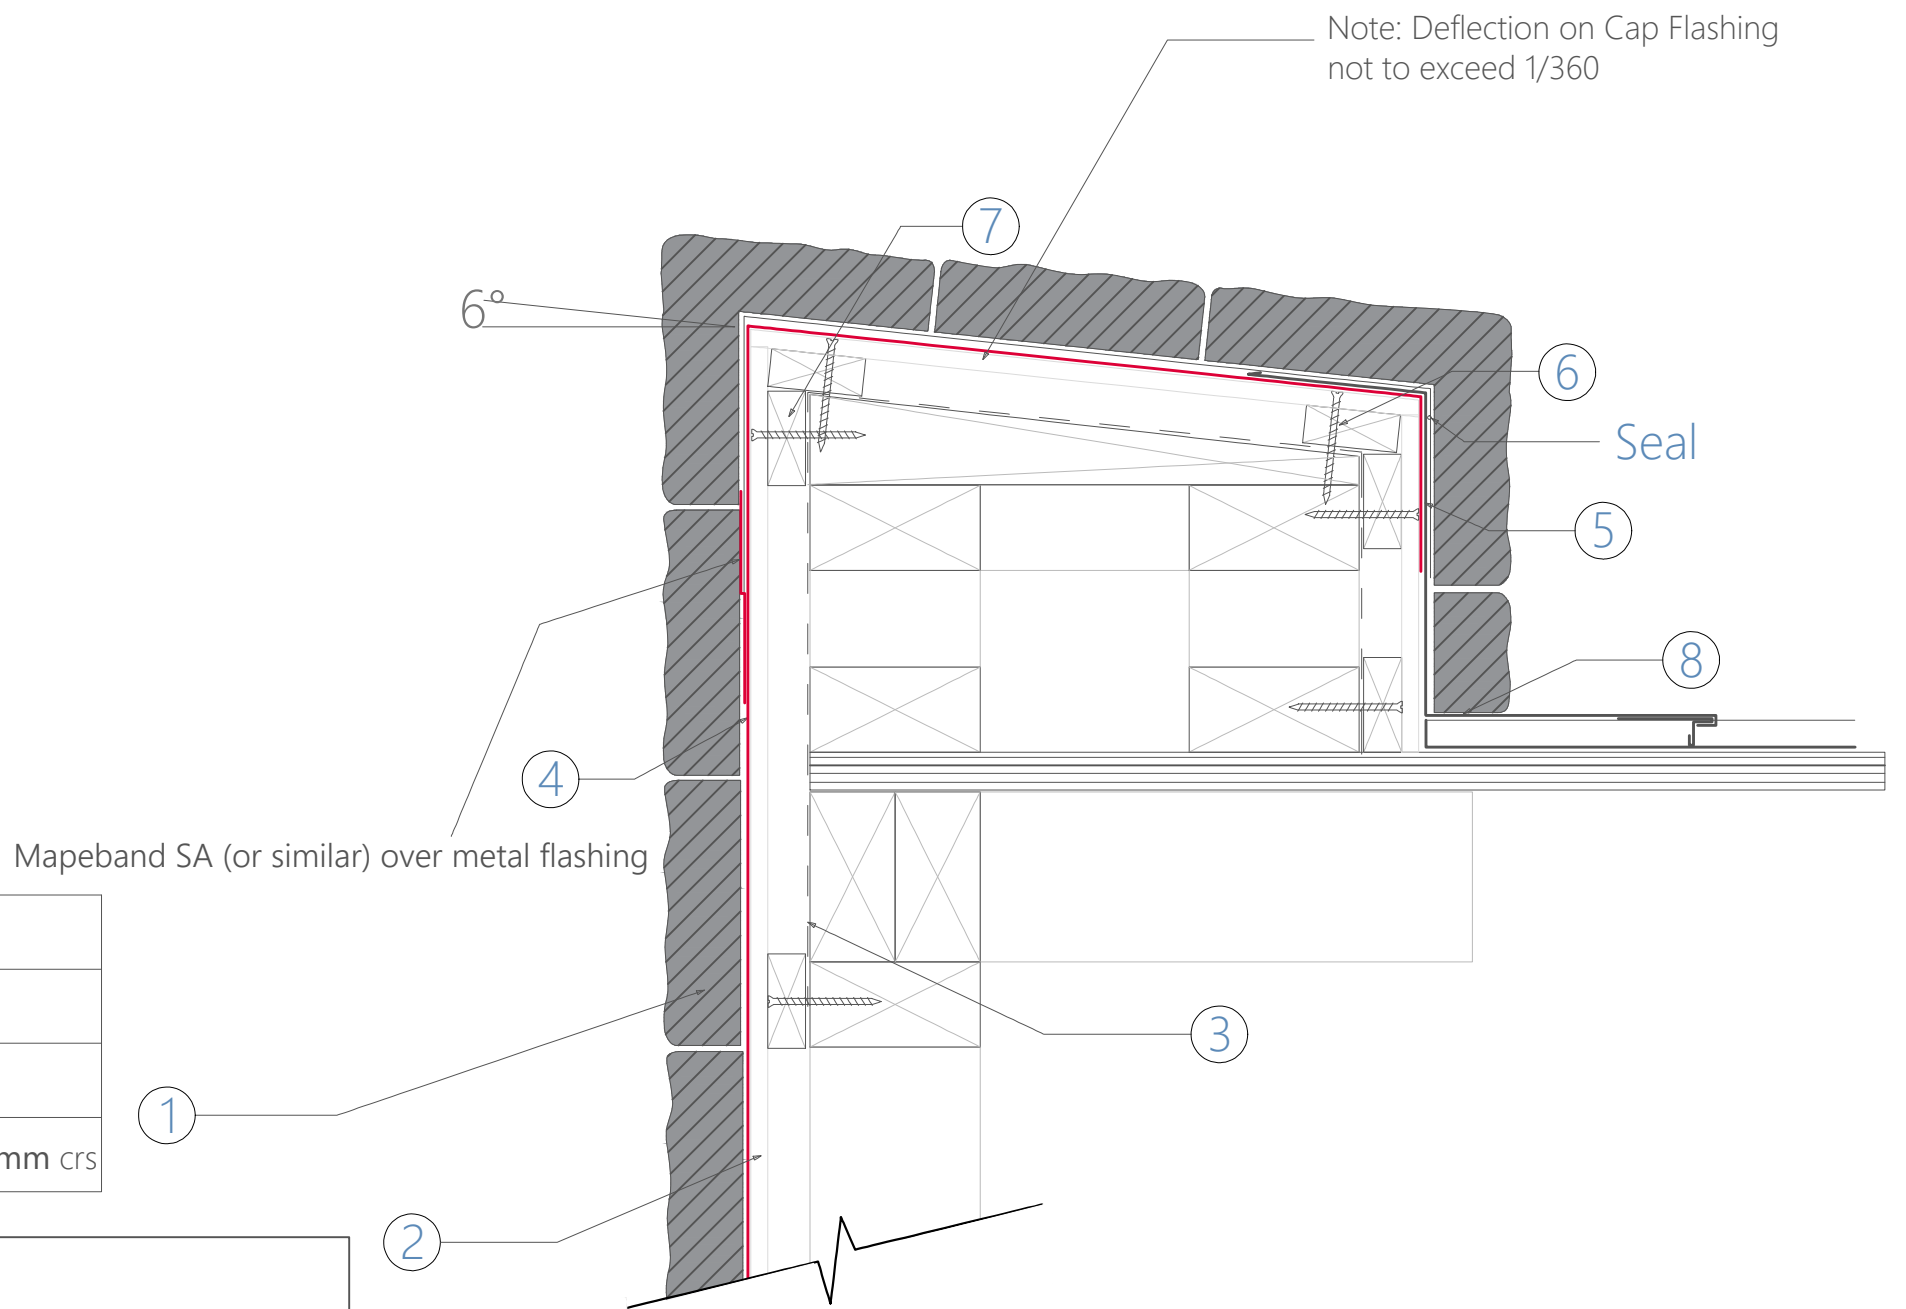 Note: Deflection on Cap Flashing
not to exceed 1/360
7
6°
6
Seal
5
8
4
Mapeband SA (or similar) over metal flashing
3
1
mm crs
2